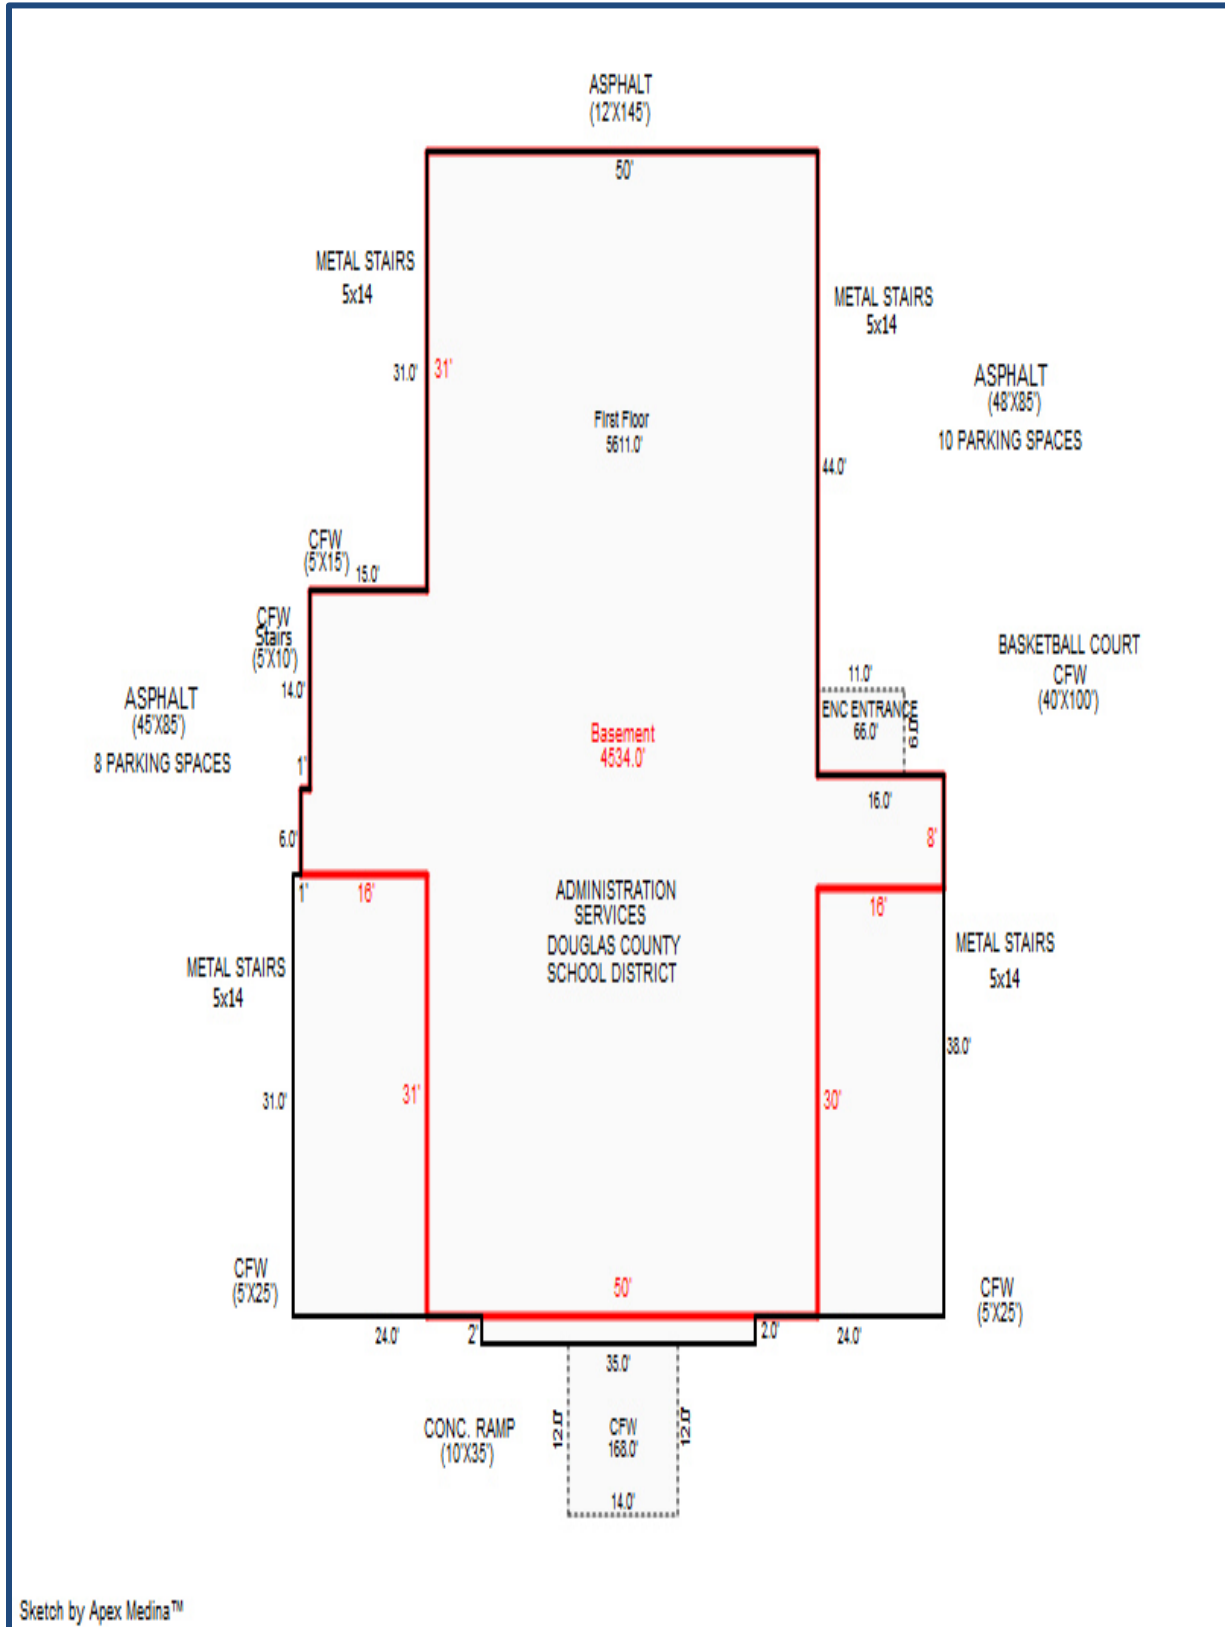 ASPHALT
(12'X145')
50'
METAL STAIRS
5x14
METAL STAIRS
5x14
31.0'
31'
ASPHALT
(48'X85')
10 PARKING SPACES
First Floor
5611.0'
44.0'
CFW
(5'X15')
15.0'
CFW
Stairs
(5'X10')
14.0'
BASKETBALL COURT
CFW
(40'X100')
11.0'
ENC ENTRANCE
66.0'
6.0'
ASPHALT
(45'X85')
8 PARKING SPACES
1'
Basement
4534.0'
16.0'
6.0'
8'
1'
16'
16'
ADMINISTRATION
SERVICES
DOUGLAS COUNTY
SCHOOL DISTRICT
METAL STAIRS
5x14
METAL STAIRS
5x14
38.0'
31.0'
31'
30'
CFW
(5'X25')
50'
CFW
(5'X25')
24.0'
2'
2.0'
24.0'
35.0'
CONC. RAMP
(10'X35')
12.0'
CFW
168.0'
12.0'
14.0'
Sketch by Apex Medina™